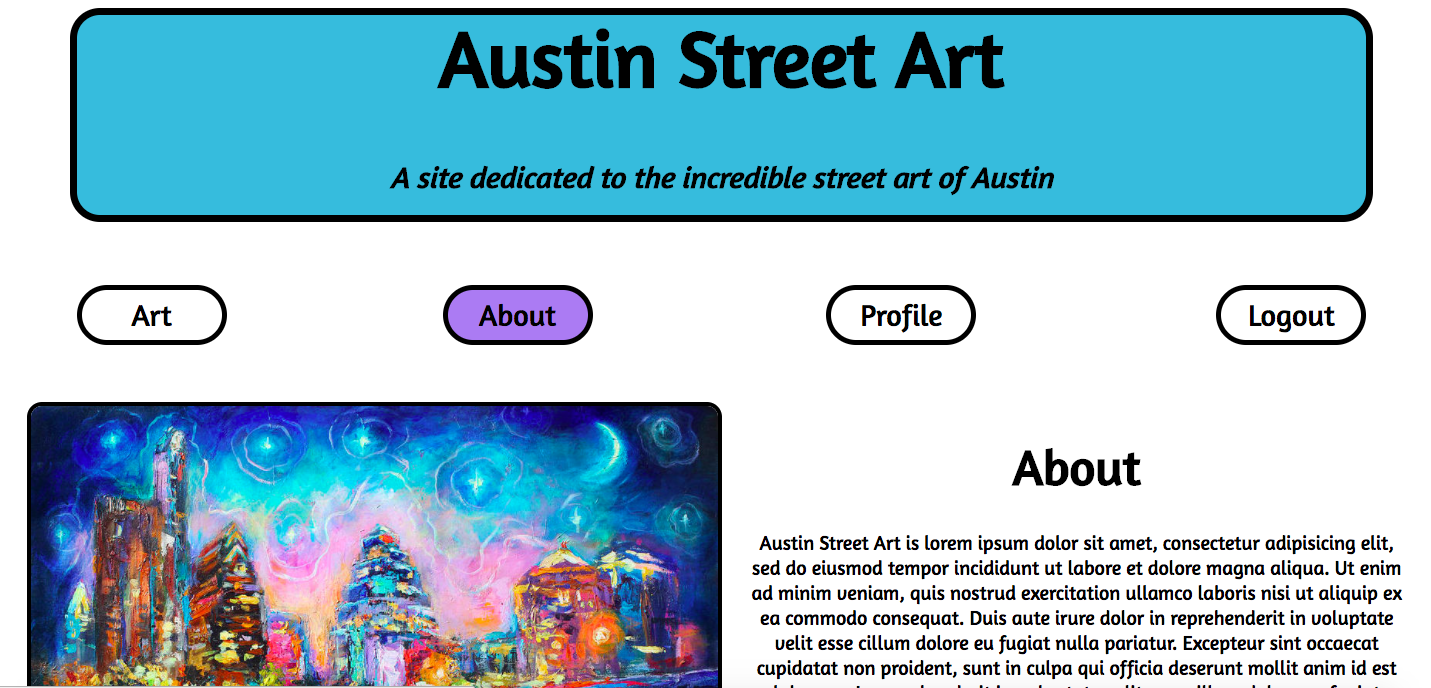 Austin Street Art
A site dedicated to the incredible street art of Austin
Art
About
Profile
Logout
About
Austin Street Art is lorem ipsum dolor sit amet, consectetur adipisicing elit,
sed do eiusmod tempor incididunt ut labore et dolore magna aliqua. Ut enim
ad minim veniam, quis nostrud exercitation ullamco laboris nisi ut aliquip ex
ea commodo consequat. Duis aute irure dolor in reprehenderit in voluptate
velit esse cillum dolore eu fugiat nulla pariatur. Excepteur sint occaecat
cupidatat non proident, sunt in culpa qui officia deserunt mollit anim id est